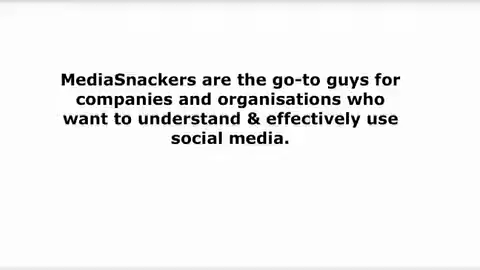 MediaSnackers are the go-to guys for
companies and organisations who
want to understand & effectively use
social media.